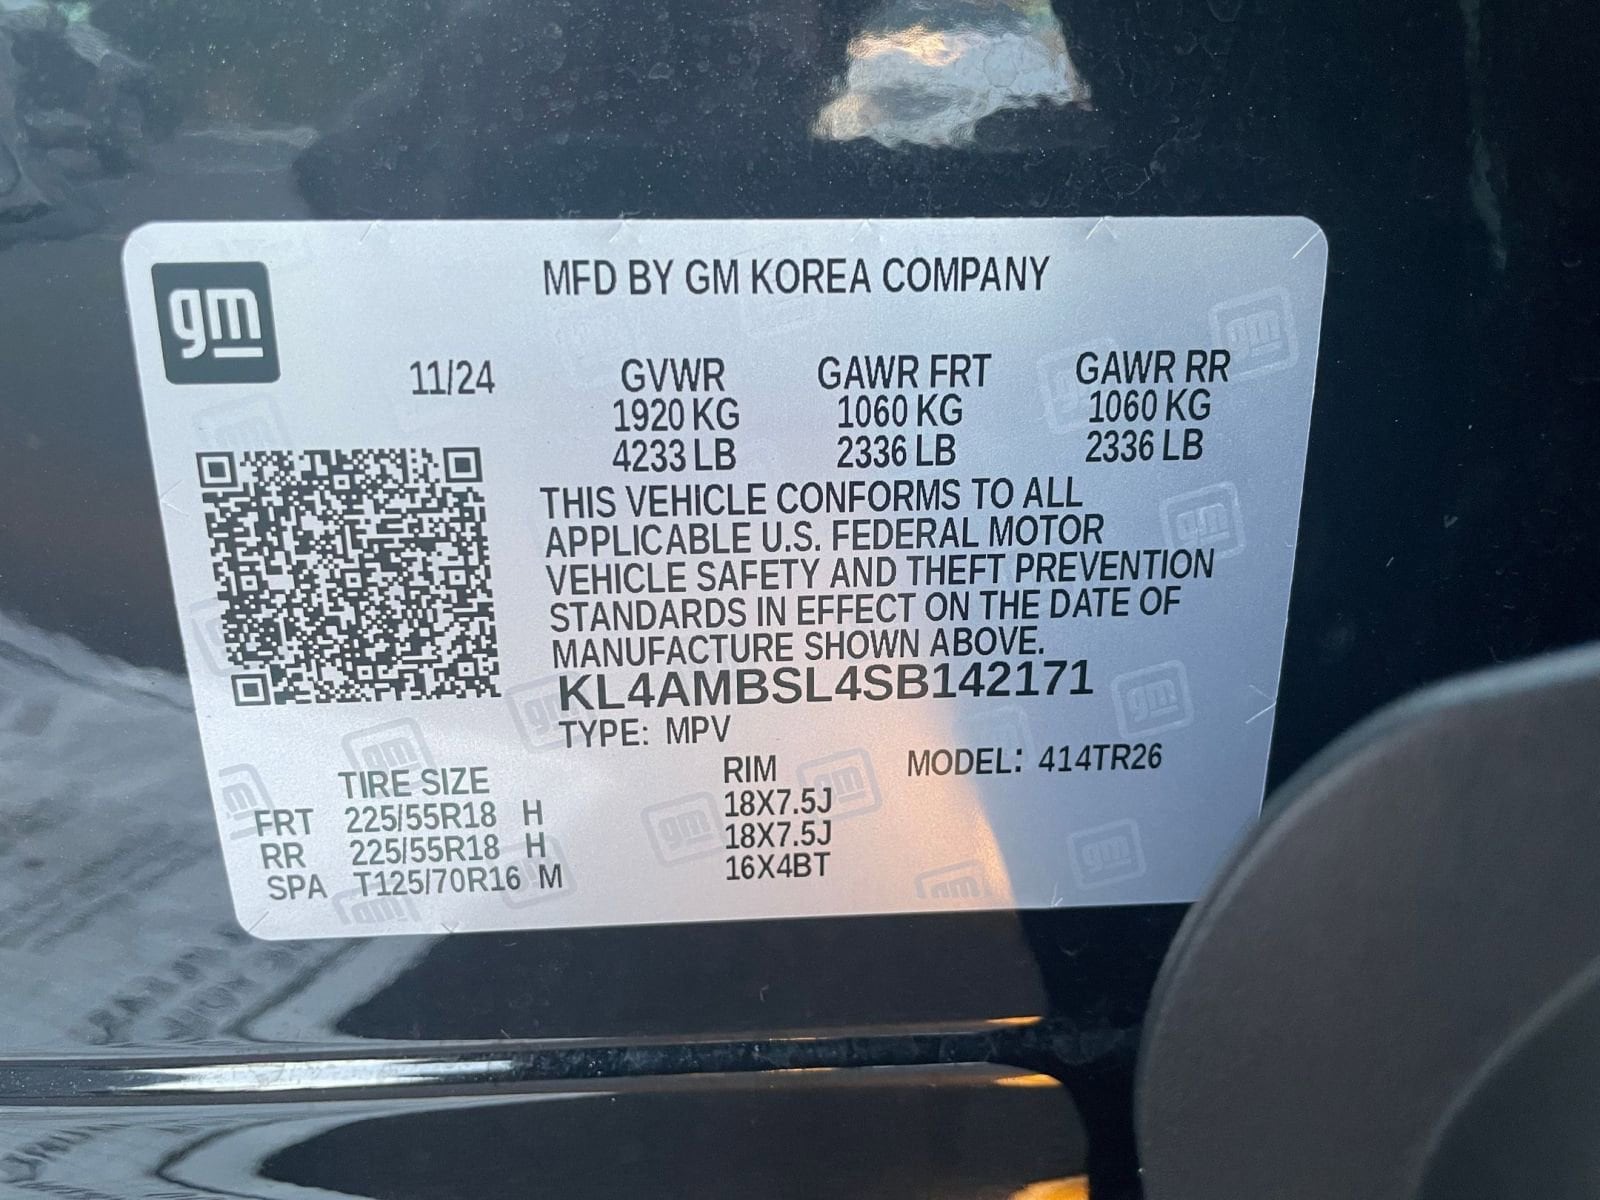 gm
MFD BY GM KOREA COMPANY
11/24 GVWR GAWR FRT GAWR RR
1920 KG 1060 KG 1060 KG
4233 LB 2336 LB 2336 LB
THIS VEHICLE CONFORMS TO ALL
APPLICABLE U.S. FEDERAL MOTOR
VEHICLE SAFETY AND THEFT PREVENTION
STANDARDS IN EFFECT ON THE DATE OF
MANUFACTURE SHOWN ABOVE.
KL4AMBSL4SB142171
TYPE: MPV
TIRE SIZE RIM MODEL: 414TR26
FRT 225/55R18 H 18X7.5J
RR 225/55R18 H 18X7.5J
SPA T125/70R16 M 16X4BT